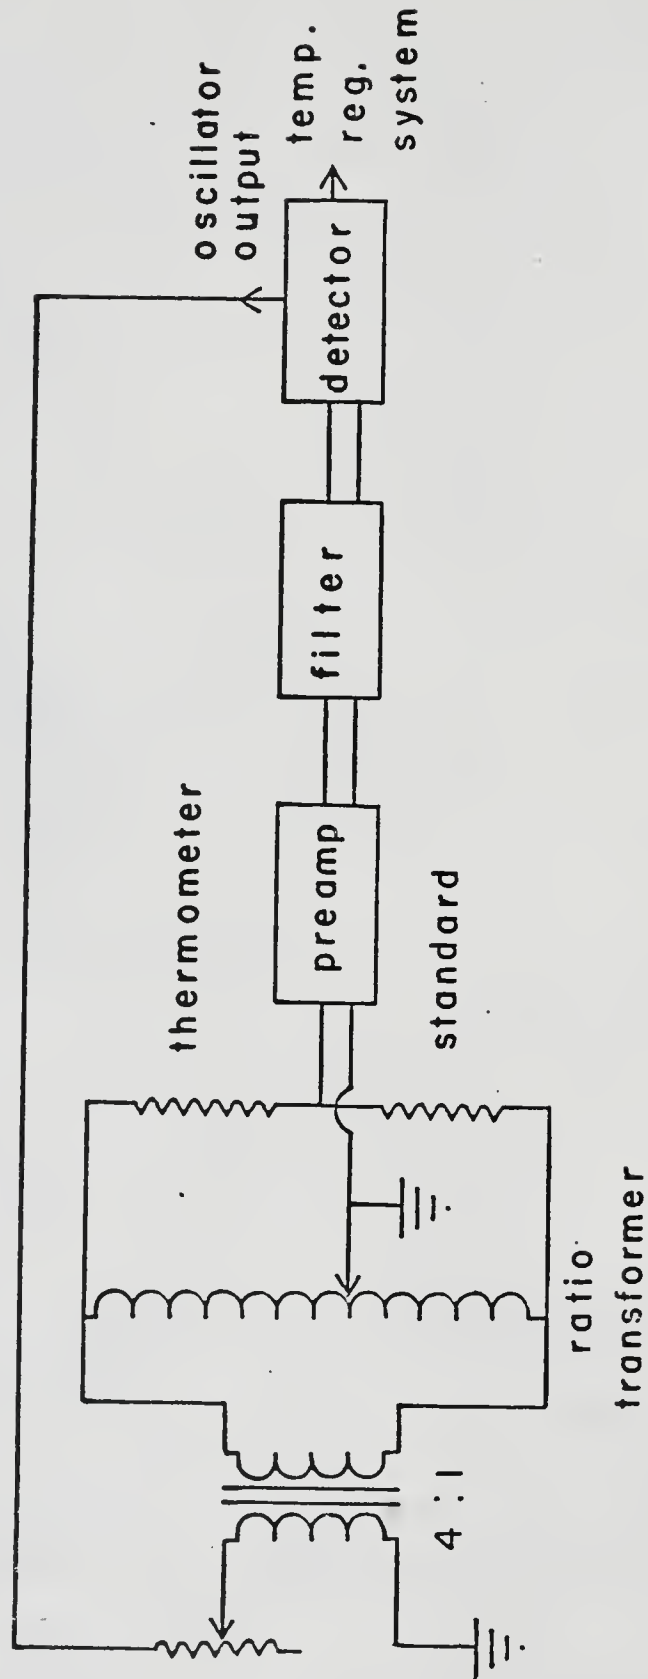 oscillator
output
temp.
reg.
system
detector
filter
thermometer
preamp
standard
ratio
transformer
4:1